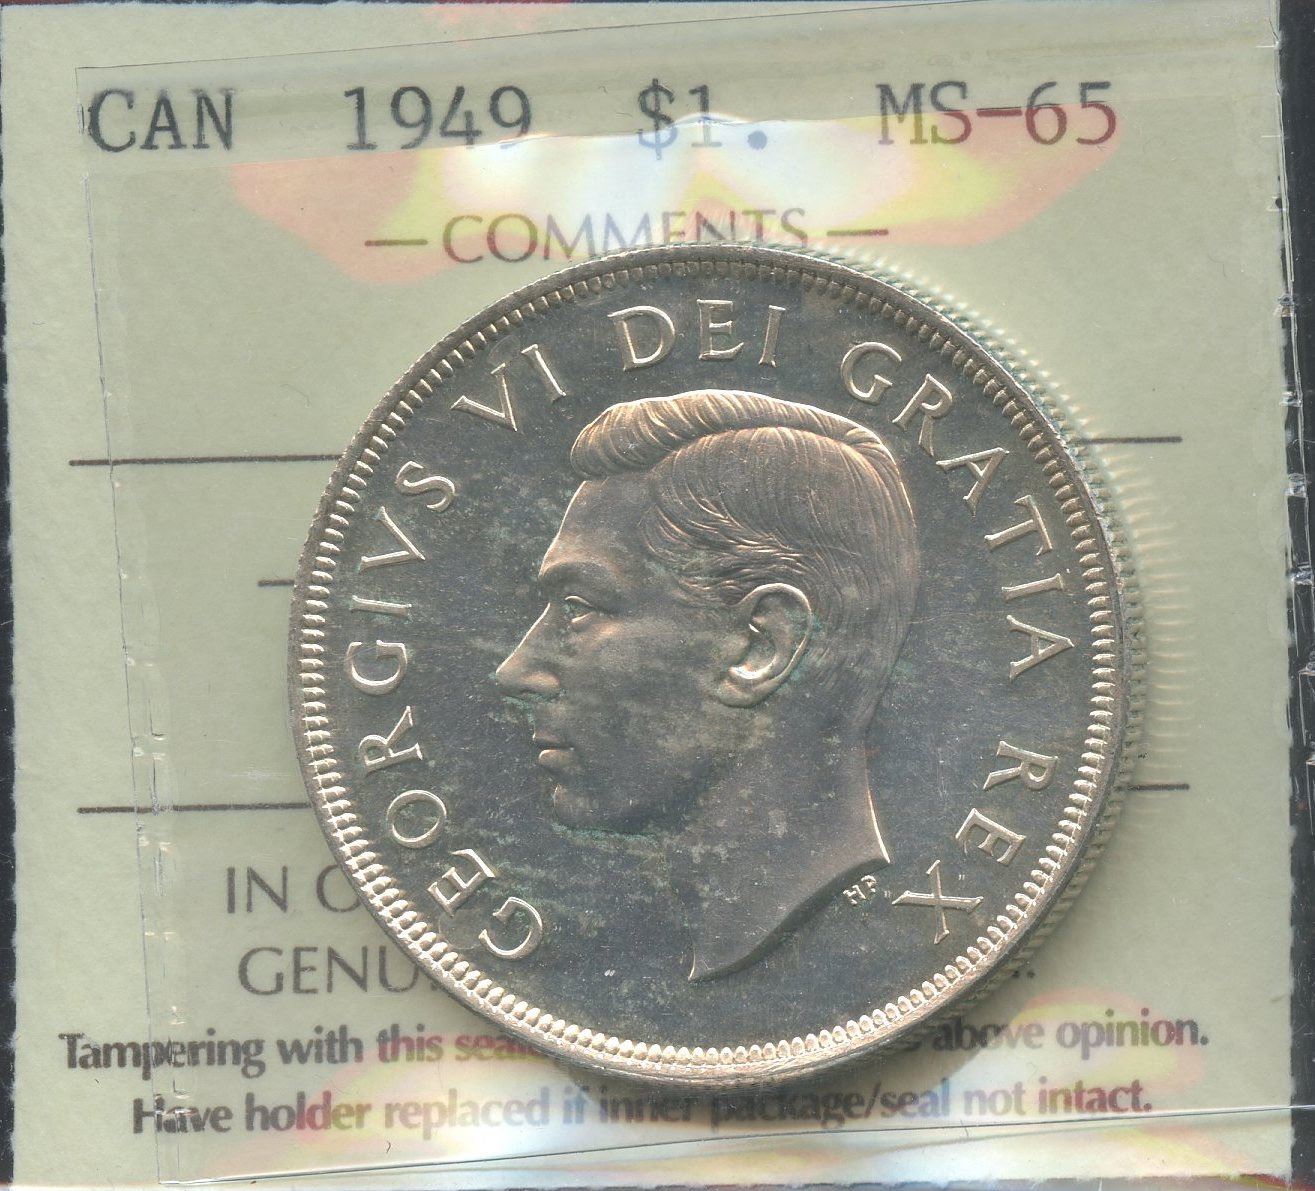 CAN 1949 $1. MS-65
— COMMENTS —
GEORGIVS VI DEI GRATIA REX
HP
IN
GENU
Tampering with this above opinion.
Have holder replaced if inner package/seal not intact.